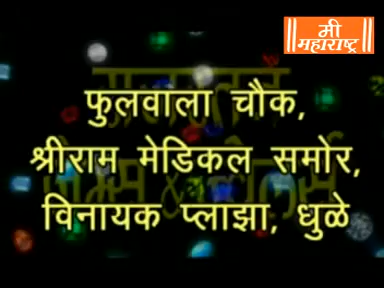 मी
महाराष्ट्र
फुलवाला चौक,
श्रीराम मेडिकल समोर,
विनायक प्लाझा, धुळे